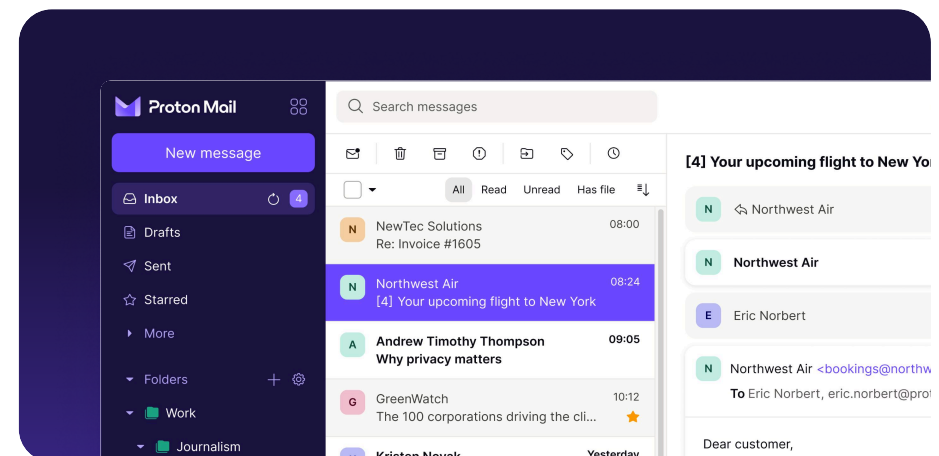 Proton Mail
New message
Inbox 4
Drafts
Sent
Starred
More
Folders
Work
Journalism
Search messages
All Read Unread Has file
N NewTec Solutions 08:00
Re: Invoice #1605
N Northwest Air 08:24
[4] Your upcoming flight to New York
A Andrew Timothy Thompson 09:05
Why privacy matters
G GreenWatch 10:12
The 100 corporations driving the cli...
Kristen Novak Yesterday
[4] Your upcoming flight to New Yo
N Northwest Air
N Northwest Air
E Eric Norbert
N Northwest Air <bookings@northw
To Eric Norbert, eric.norbert@pro
Dear customer,